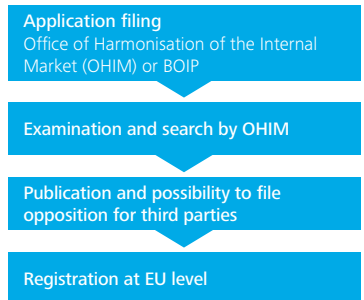 Application filing
Office of Harmonisation of the Internal
Market (OHIM) or BOIP
Examination and search by OHIM
Publication and possibility to file
opposition for third parties
Registration at EU level